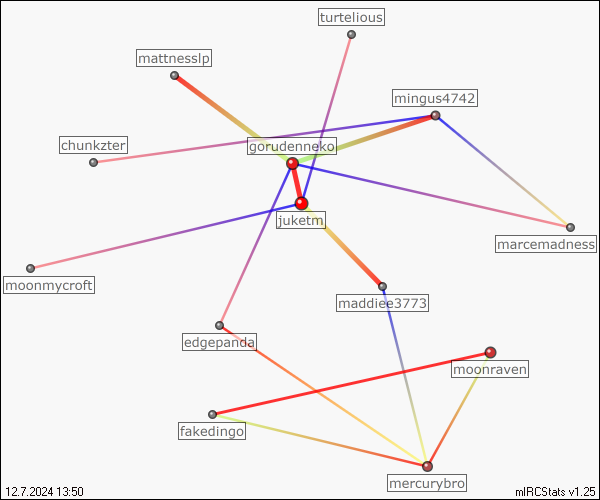 turtelious
mattnesslp
mingus4742
chunkzter
gorudenneko
juketm
marcemadness
moonmycroft
maddiee3773
edgepanda
moonraven
fakedingo
mercurybro
12.7.2024 13:50
mIRCStats v1.25